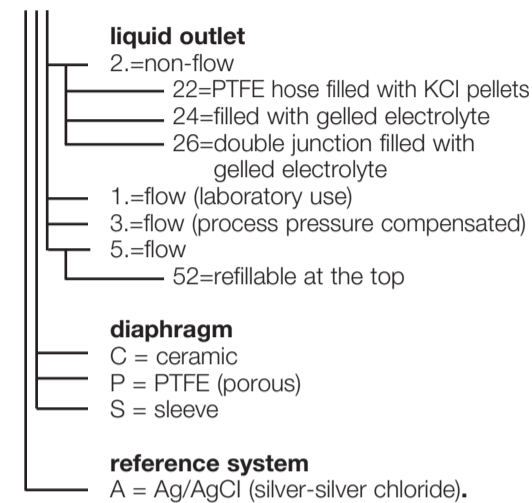 liquid outlet
2.=non-flow
22=PTFE hose filled with KCl pellets
24=filled with gelled electrolyte
26=double junction filled with
gelled electrolyte
1.=flow (laboratory use)
3.=flow (process pressure compensated)
5.=flow
52=refillable at the top
diaphragm
C = ceramic
P = PTFE (porous)
S = sleeve
reference system
A = Ag/AgCl (silver-silver chloride).